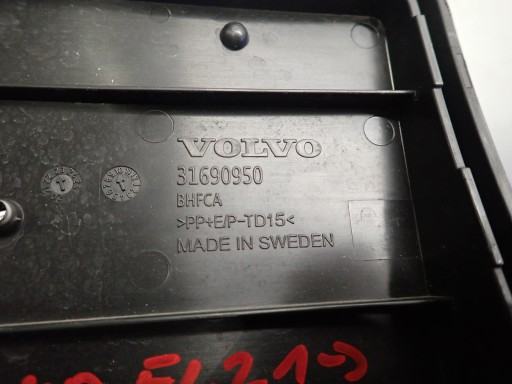 VOLVO
31690950
BHFCA
>PP+E/P-TD15<
MADE IN SWEDEN